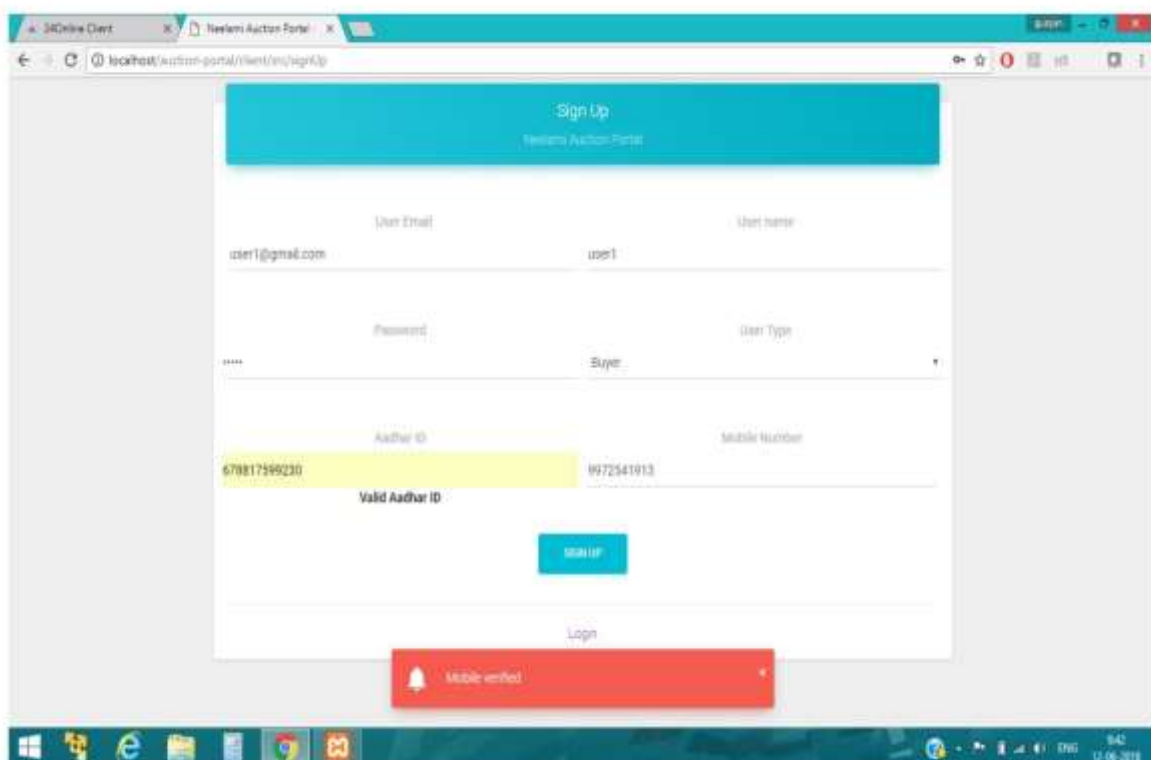 24Online Client
Neelami Auction Portal
localhost/auction-portal/client/src/signUp
Sign Up
Neelami Auction Portal
User Email
User name
user1@gmail.com
user1
Password
User Type
•••••
Buyer
Aadhar ID
Mobile Number
678817599230
9972541913
Valid Aadhar ID
SIGN UP
Login
Mobile verified
ENG
9:42